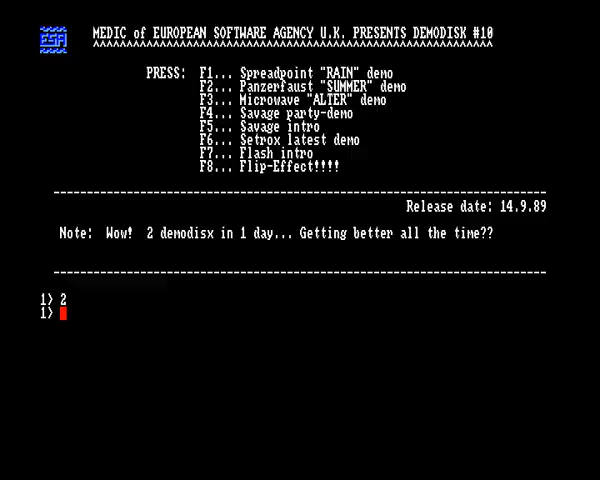 ESA
MEDIC of EUROPEAN SOFTWARE AGENCY U.K. PRESENTS DEMODISK #10
^^^^^^^^^^^^^^^^^^^^^^^^^^^^^^^^^^^^^^^^^^^^^^^^^^^^^^^^^^^^
PRESS: F1... Spreadpoint "RAIN" demo
F2... Panzerfaust "SUMMER" demo
F3... Microwave "ALTER" demo
F4... Savage party-demo
F5... Savage intro
F6... Setrox latest demo
F7... Flash intro
F8... Flip-Effect!!!!
--------------------------------------------------------------------------
Release date: 14.9.89
Note: Wow! 2 demodisx in 1 day... Getting better all the time??
--------------------------------------------------------------------------
1> 2
1>